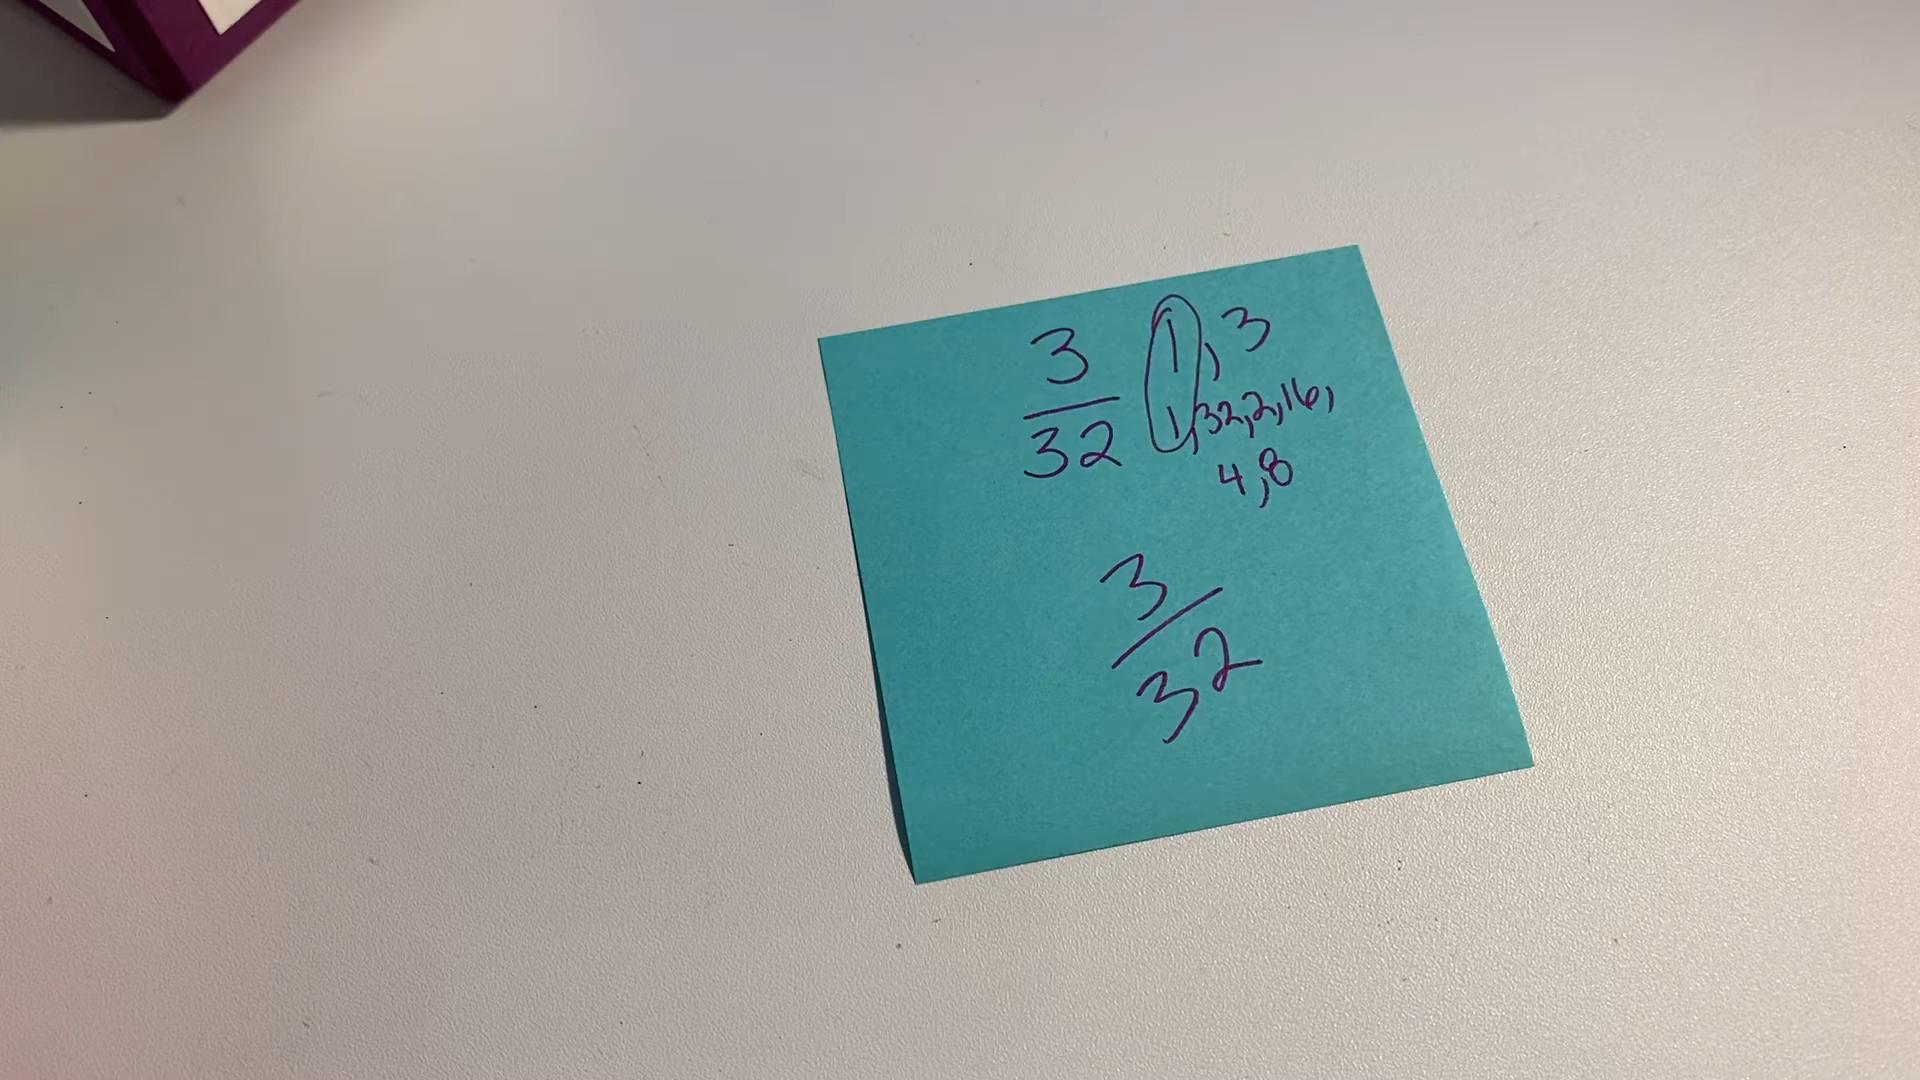 3 1, 3
32 1, 32, 2, 16,
4, 8
3
32